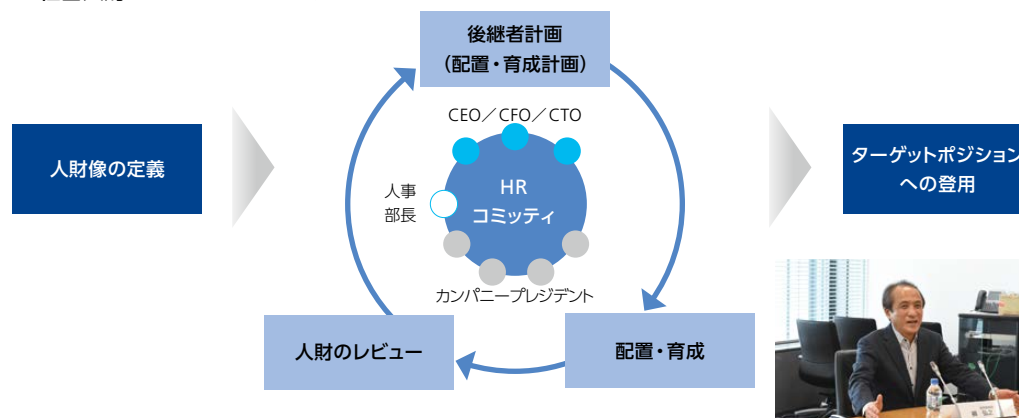 後継者計画
（配置・育成計画）
CEO／CFO／CTO
人財像の定義
人事
部長
HR
コミッティ
ターゲットポジション
への登用
カンパニープレジデント
人財のレビュー
配置・育成